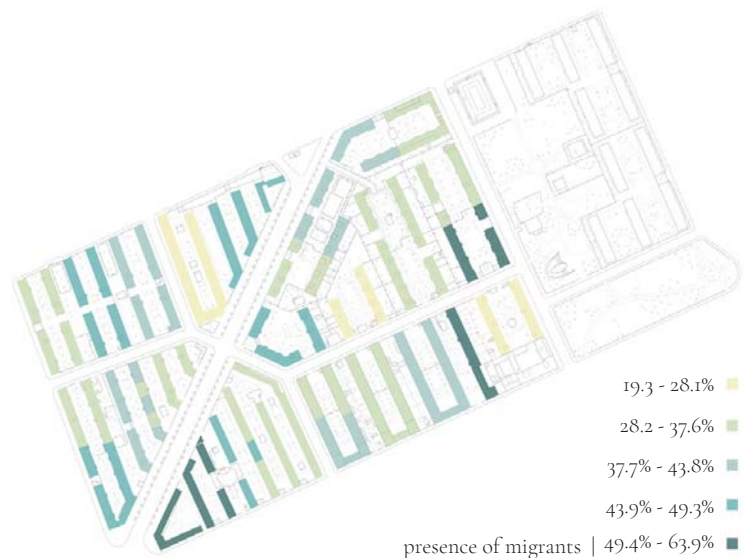 19.3 - 28.1%
28.2 - 37.6%
37.7% - 43.8%
43.9% - 49.3%
presence of migrants | 49.4% - 63.9%